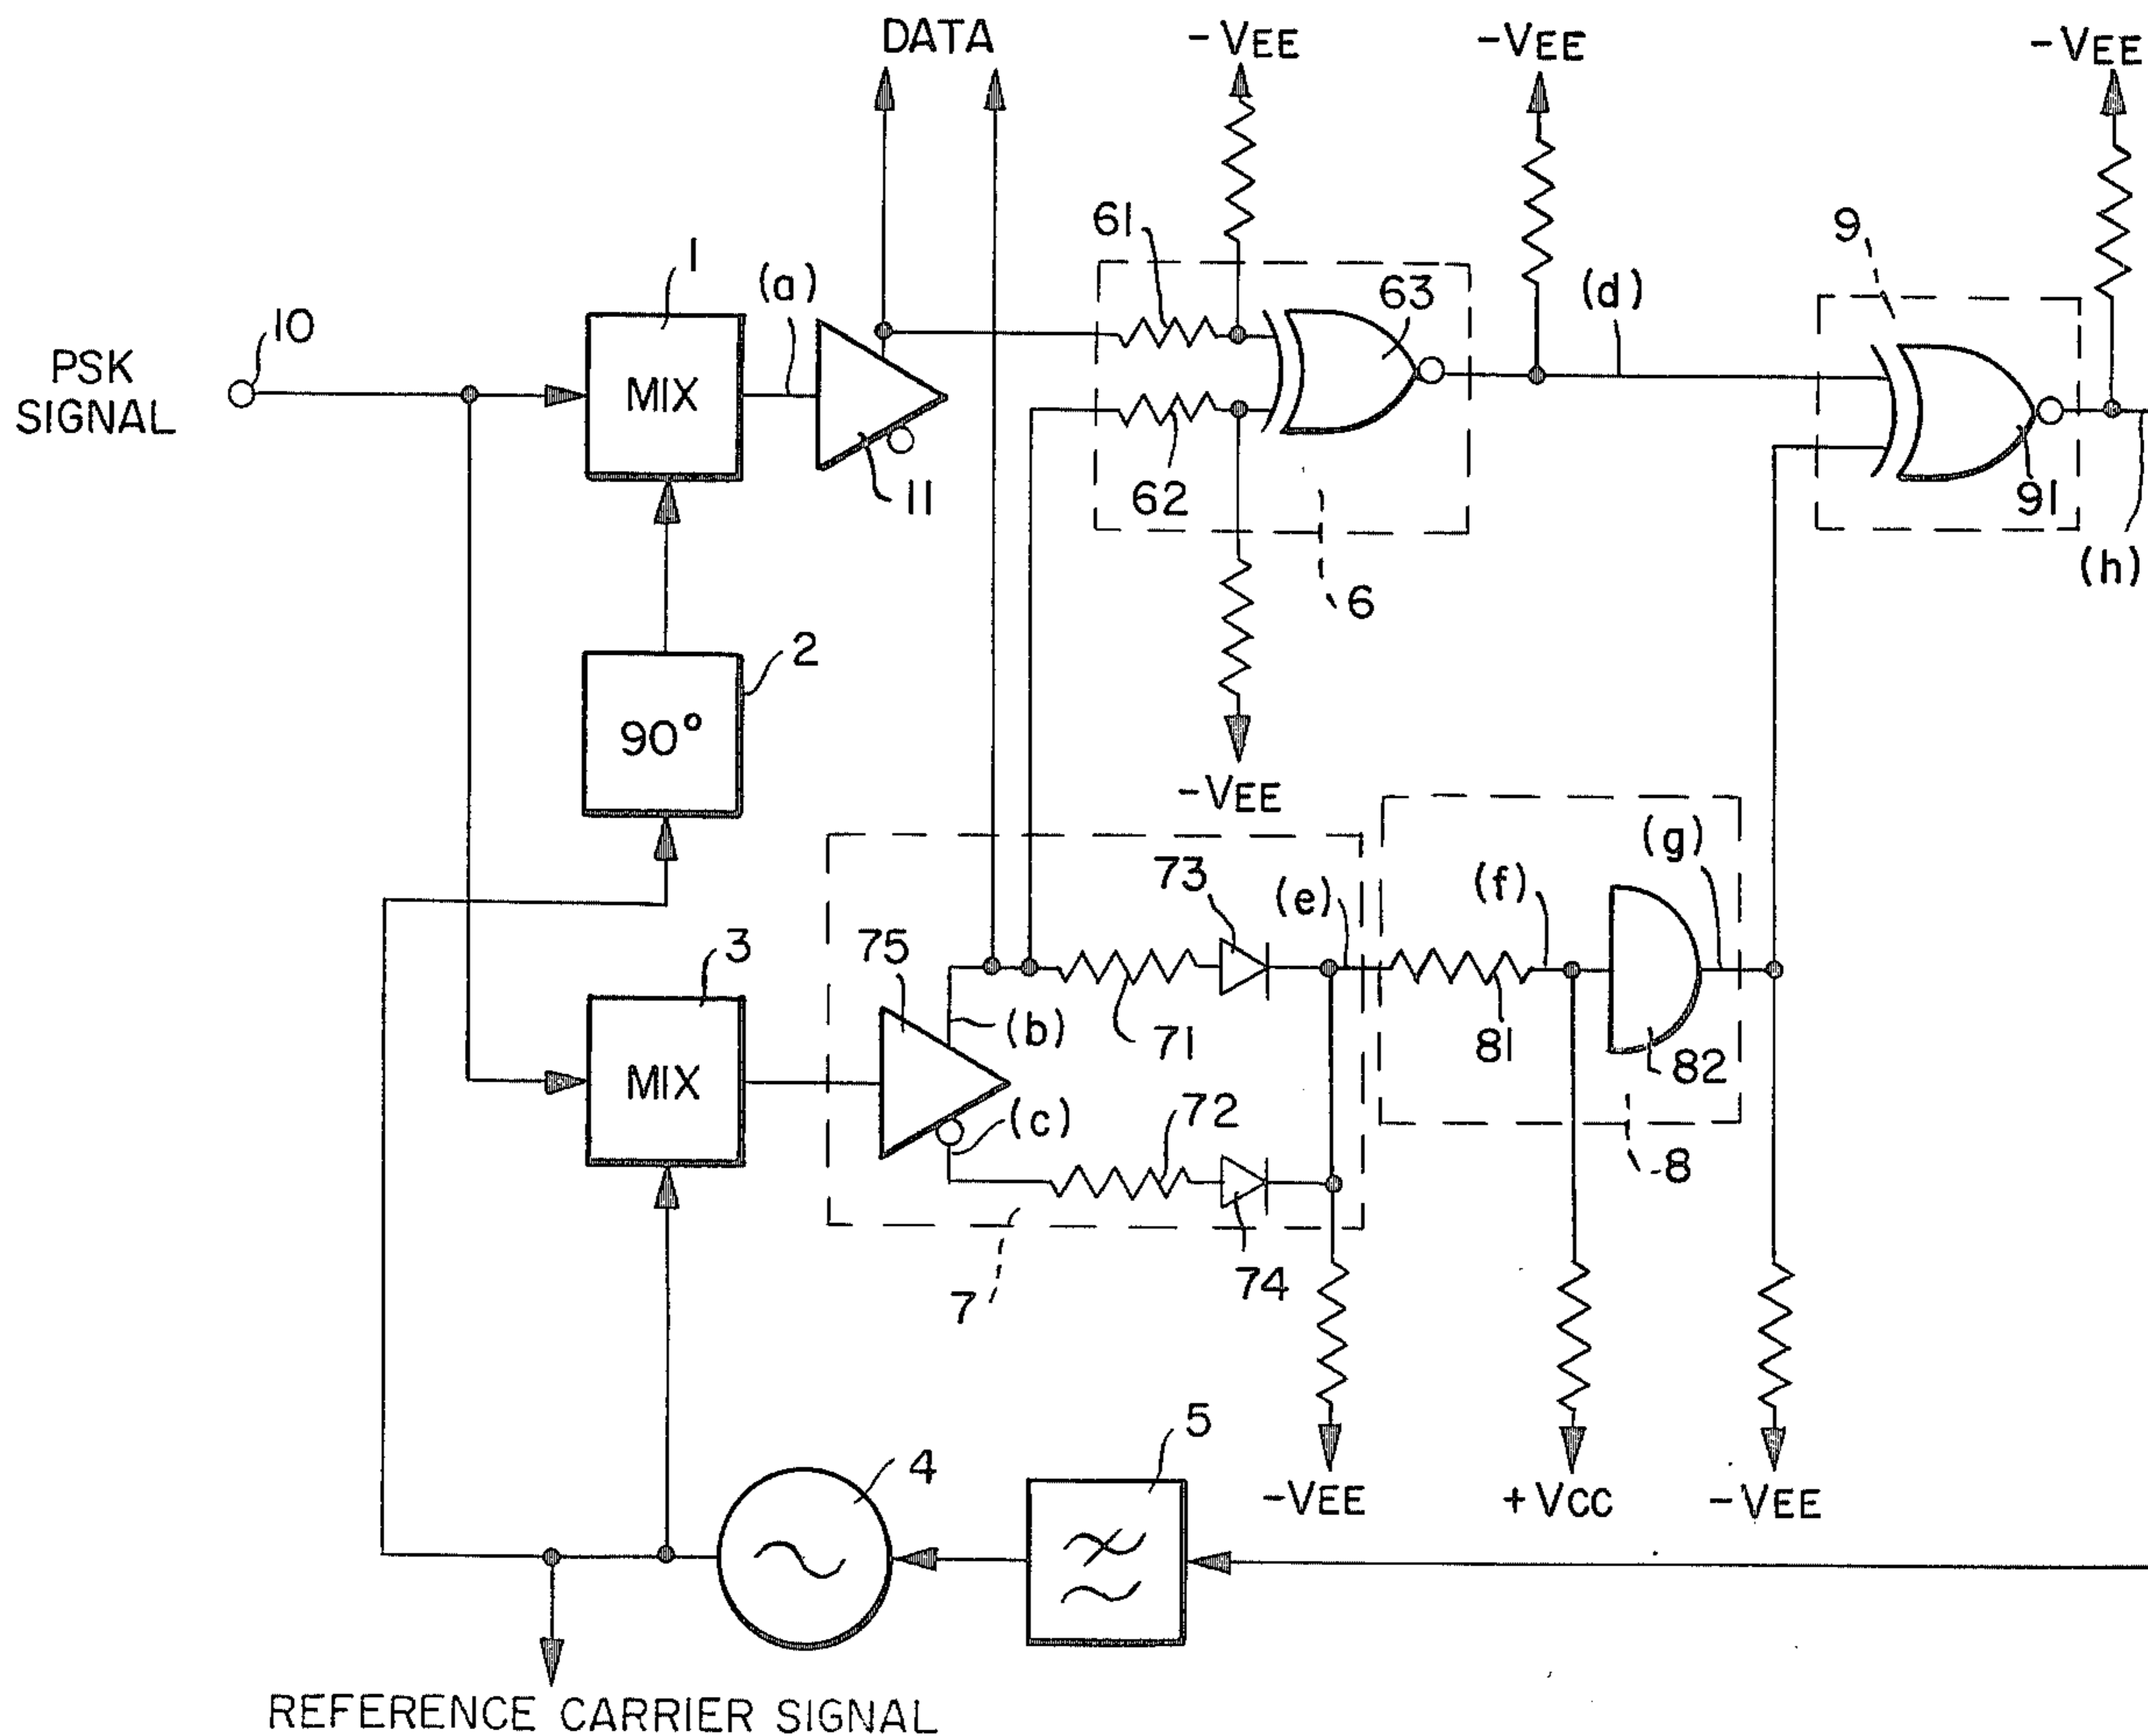 DATA
-VEE
-VEE
-VEE
61
9
1
(a)
63
(d)
10
PSK
SIGNAL
MIX
11
62
91
(h)
6
2
90°
-VEE
(g)
73
(e)
(f)
75
3
(b)
71
81
82
MIX
(c)
72
8
7
74
5
4
-VEE
+VCC
-VEE
REFERENCE CARRIER SIGNAL